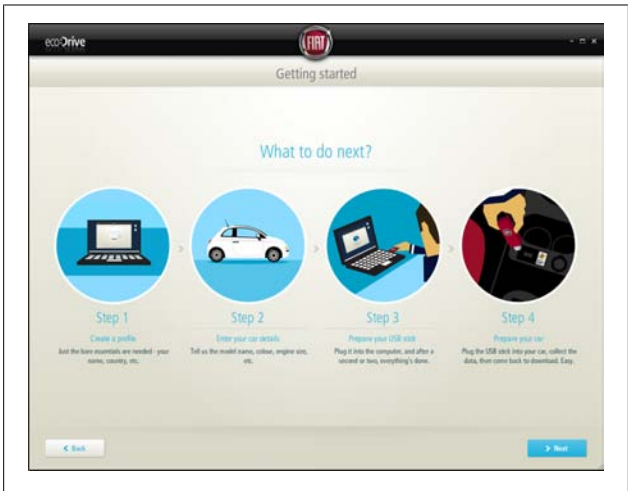 eco:Drive
FIAT
Getting started
What to do next?
Step 1
Create a profile
Just the bare essentials are needed - your
name, country, etc.
Step 2
Enter your car details
Tell us the model name, colour, engine size,
etc.
Step 3
Prepare your USB stick
Plug it into the computer, and after a
second or two, everything's done.
Step 4
Prepare your car
Plug the USB stick into your car, collect the
data, then come back to download. Easy.
Back
Next